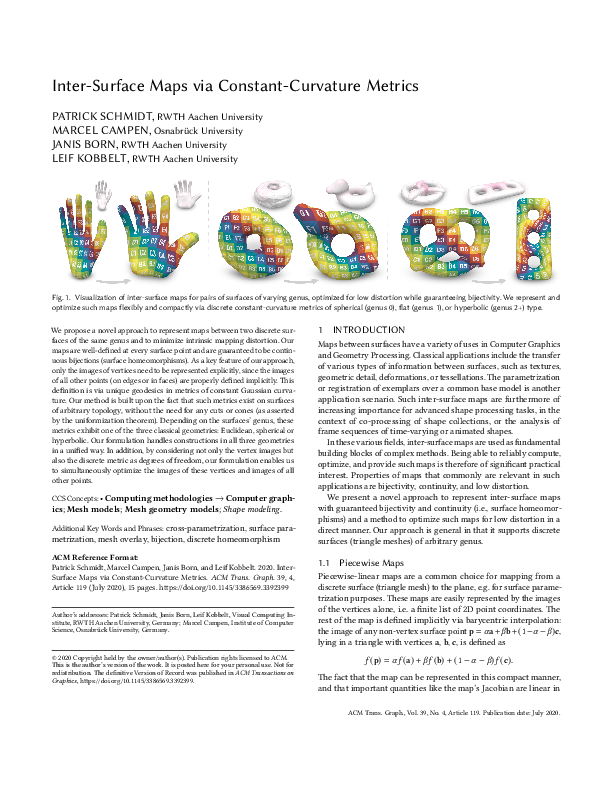 Inter-Surface Maps via Constant-Curvature Metrics
PATRICK SCHMIDT, RWTH Aachen University
MARCEL CAMPEN, Osnabrück University
JANIS BORN, RWTH Aachen University
LEIF KOBBELT, RWTH Aachen University
Fig. 1. Visualization of inter-surface maps for pairs of surfaces of varying genus, optimized for low distortion while guaranteeing bijectivity. We represent and
optimize such maps flexibly and compactly via discrete constant-curvature metrics of spherical (genus 0), flat (genus 1), or hyperbolic (genus 2+) type.
We propose a novel approach to represent maps between two discrete sur-
faces of the same genus and to minimize intrinsic mapping distortion. Our
maps are well-defined at every surface point and are guaranteed to be contin-
uous bijections (surface homeomorphisms). As a key feature of our approach,
only the images of vertices need to be represented explicitly, since the images
of all other points (on edges or in faces) are properly defined implicitly. This
definition is via unique geodesics in metrics of constant Gaussian curva-
ture. Our method is built upon the fact that such metrics exist on surfaces
of arbitrary topology, without the need for any cuts or cones (as asserted
by the uniformization theorem). Depending on the surfaces' genus, these
metrics exhibit one of the three classical geometries: Euclidean, spherical or
hyperbolic. Our formulation handles constructions in all three geometries
in a unified way. In addition, by considering not only the vertex images but
also the discrete metric as degrees of freedom, our formulation enables us
to simultaneously optimize the images of these vertices and images of all
other points.
CCS Concepts: • Computing methodologies → Computer graph-
ics; Mesh models; Mesh geometry models; Shape modeling.
Additional Key Words and Phrases: cross-parametrization, surface para-
metrization, mesh overlay, bijection, discrete homeomorphism
ACM Reference Format:
Patrick Schmidt, Marcel Campen, Janis Born, and Leif Kobbelt. 2020. Inter-
Surface Maps via Constant-Curvature Metrics. ACM Trans. Graph. 39, 4,
Article 119 (July 2020), 15 pages. https://doi.org/10.1145/3386569.3392399
Author's addresses: Patrick Schmidt, Janis Born, Leif Kobbelt, Visual Computing In-
stitute, RWTH Aachen University, Germany; Marcel Campen, Institute of Computer
Science, Osnabrück University, Germany.
© 2020 Copyright held by the owner/author(s). Publication rights licensed to ACM.
This is the author's version of the work. It is posted here for your personal use. Not for
redistribution. The definitive Version of Record was published in ACM Transactions on
Graphics, https://doi.org/10.1145/3386569.3392399.
1 INTRODUCTION
Maps between surfaces have a variety of uses in Computer Graphics
and Geometry Processing. Classical applications include the transfer
of various types of information between surfaces, such as textures,
geometric detail, deformations, or tessellations. The parametrization
or registration of exemplars over a common base model is another
application scenario. Such inter-surface maps are furthermore of
increasing importance for advanced shape processing tasks, in the
context of co-processing of shape collections, or the analysis of
frame sequences of time-varying or animated shapes.
In these various fields, inter-surface maps are used as fundamental
building blocks of complex methods. Being able to reliably compute,
optimize, and provide such maps is therefore of significant practical
interest. Properties of maps that commonly are relevant in such
applications are bijectivity, continuity, and low distortion.
We present a novel approach to represent inter-surface maps
with guaranteed bijectivity and continuity (i.e., surface homeomor-
phisms) and a method to optimize such maps for low distortion in a
direct manner. Our approach is general in that it supports discrete
surfaces (triangle meshes) of arbitrary genus.
1.1 Piecewise Maps
Piecewise-linear maps are a common choice for mapping from a
discrete surface (triangle mesh) to the plane, e.g. for surface parame-
trization purposes. These maps are easily represented by the images
of the vertices alone, i.e. a finite list of 2D point coordinates. The
rest of the map is defined implicitly via barycentric interpolation:
the image of any non-vertex surface point p = αa+βb+(1−α−β)c,
lying in a triangle with vertices a, b, c, is defined as
f(p) = αf(a) + βf(b) + (1 − α − β)f(c).
The fact that the map can be represented in this compact manner,
and that important quantities like the map's Jacobian are linear in
ACM Trans. Graph., Vol. 39, No. 4, Article 119. Publication date: July 2020.